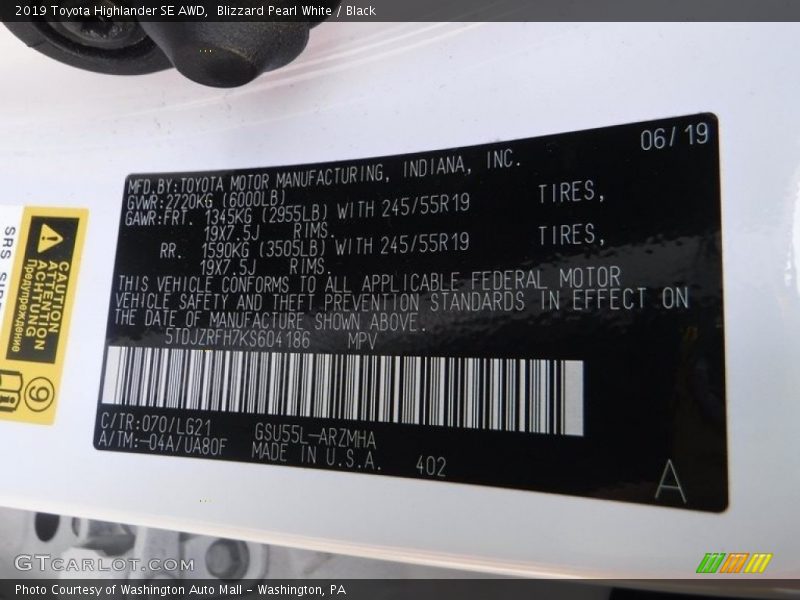 2019 Toyota Highlander SE AWD,  Blizzard Pearl White / Black
06/19
MFD.BY:TOYOTA MOTOR MANUFACTURING, INDIANA, INC.
GVWR:2720KG (6000LB)
GAWR:FRT. 1345KG (2955LB) WITH 245/55R19 TIRES,
19X7.5J RIMS.
RR. 1590KG (3505LB) WITH 245/55R19 TIRES,
19X7.5J RIMS.
THIS VEHICLE CONFORMS TO ALL APPLICABLE FEDERAL MOTOR
VEHICLE SAFETY AND THEFT PREVENTION STANDARDS IN EFFECT ON
THE DATE OF MANUFACTURE SHOWN ABOVE.
5TDJZRFH7KS604186 MPV
C/TR:070/LG21 GSU55L-ARZMHA
A/TM:-04A/UA80F MADE IN U.S.A. 402
A
SRS
CAUTION
ATTENTION
ACHTUNG
Предупреждение
9
GTCARLOT.COM
Photo Courtesy of Washington Auto Mall - Washington, PA